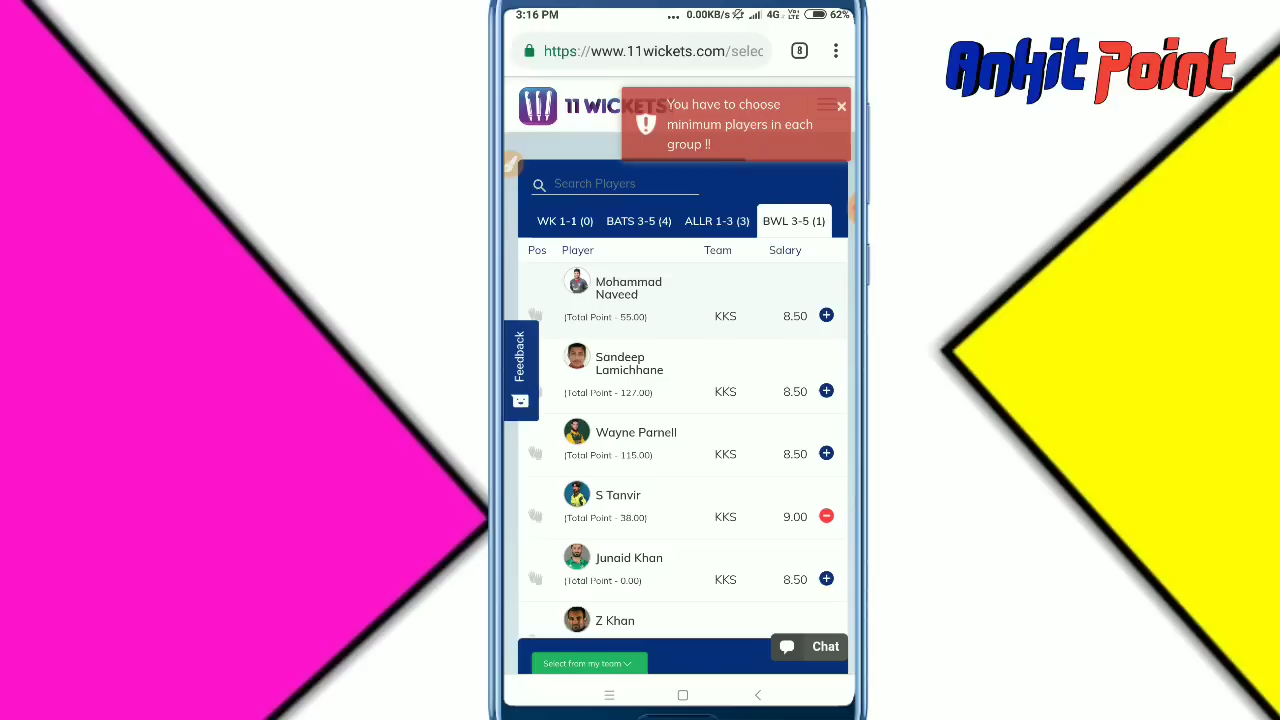 3:16 PM
... 0.00KB/s 4G Vo LTE 62%
https://www.11wickets.com/selec
8
Ankit Point
11 WICKETS
You have to choose
minimum players in each
group !!
Search Players
WK 1-1 (0) BATS 3-5 (4) ALLR 1-3 (3) BWL 3-5 (1)
Pos Player Team Salary
Mohammad
Naveed
(Total Point - 55.00) KKS 8.50
Sandeep
Lamichhane
(Total Point - 127.00) KKS 8.50
Wayne Parnell
(Total Point - 115.00) KKS 8.50
S Tanvir
(Total Point - 38.00) KKS 9.00
Junaid Khan
(Total Point - 0.00) KKS 8.50
Z Khan
Feedback
Chat
Select from my team